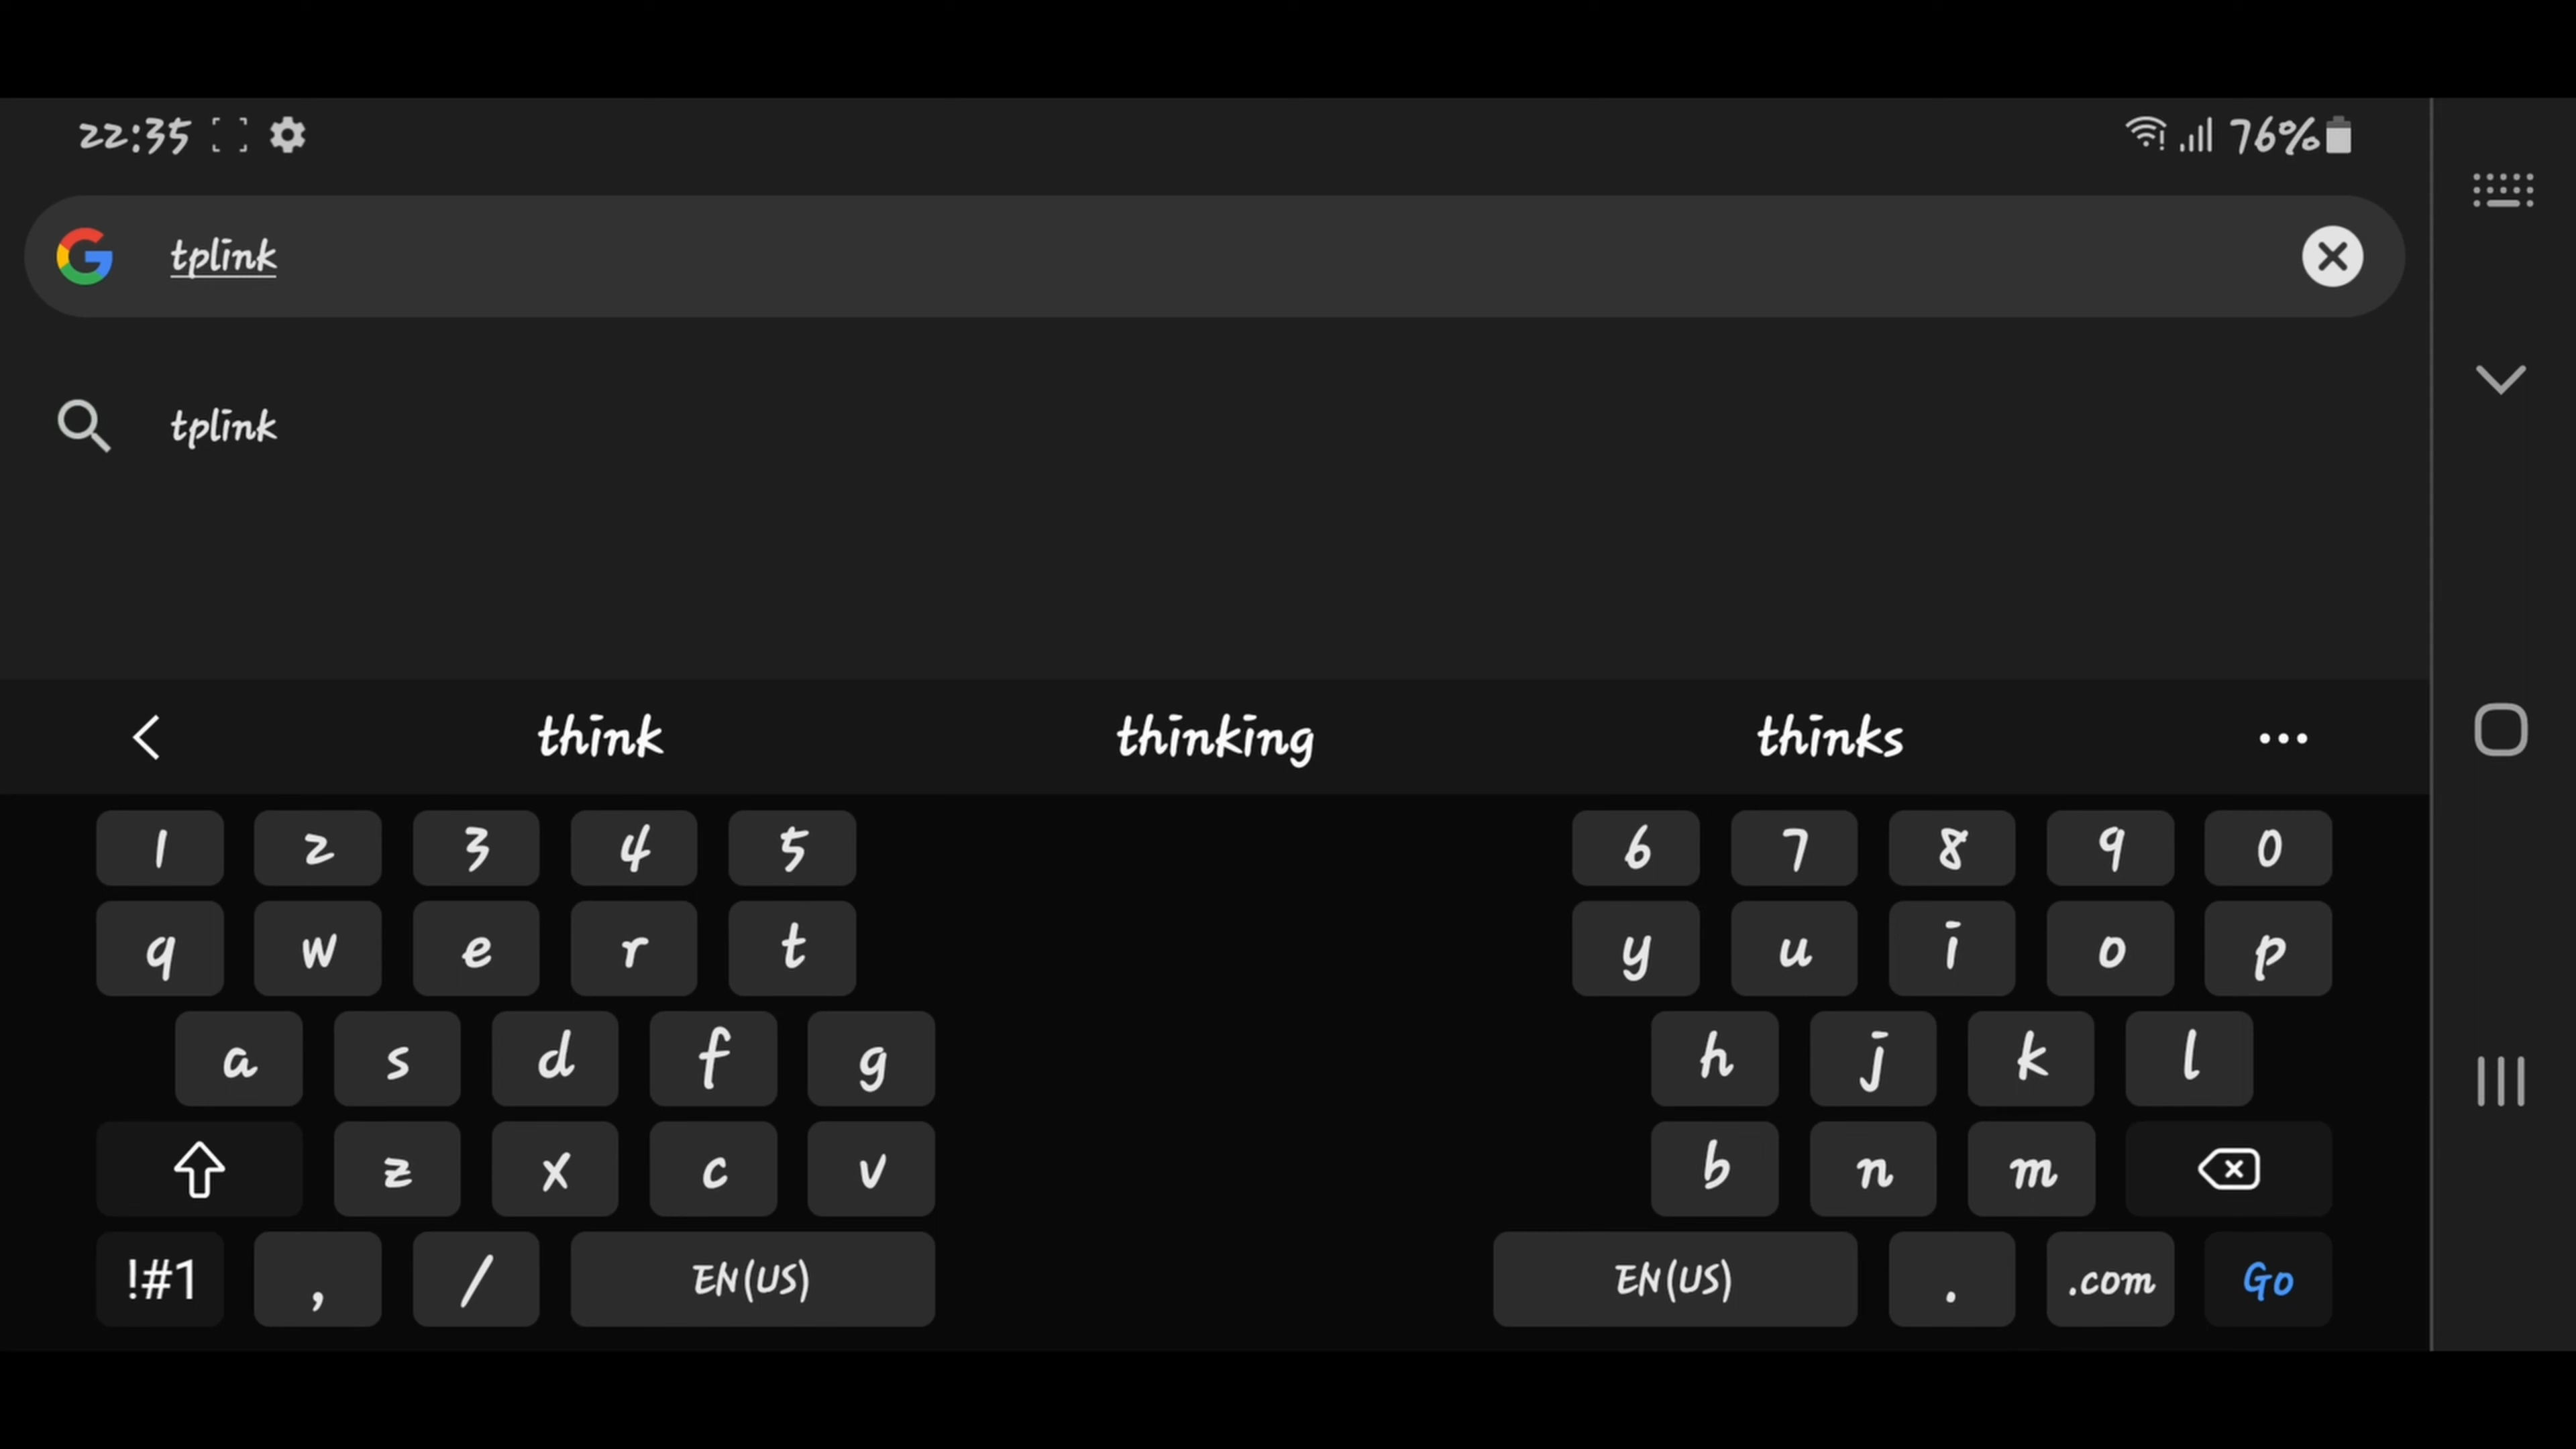 22:35 76%
tplink
tplink
think thinking thinks
1 2 3 4 5 6 7 8 9 0
q w e r t y u i o p
a s d f g h j k l
z x c v b n m
!#1 , / EN(US) EN(US) . .com Go